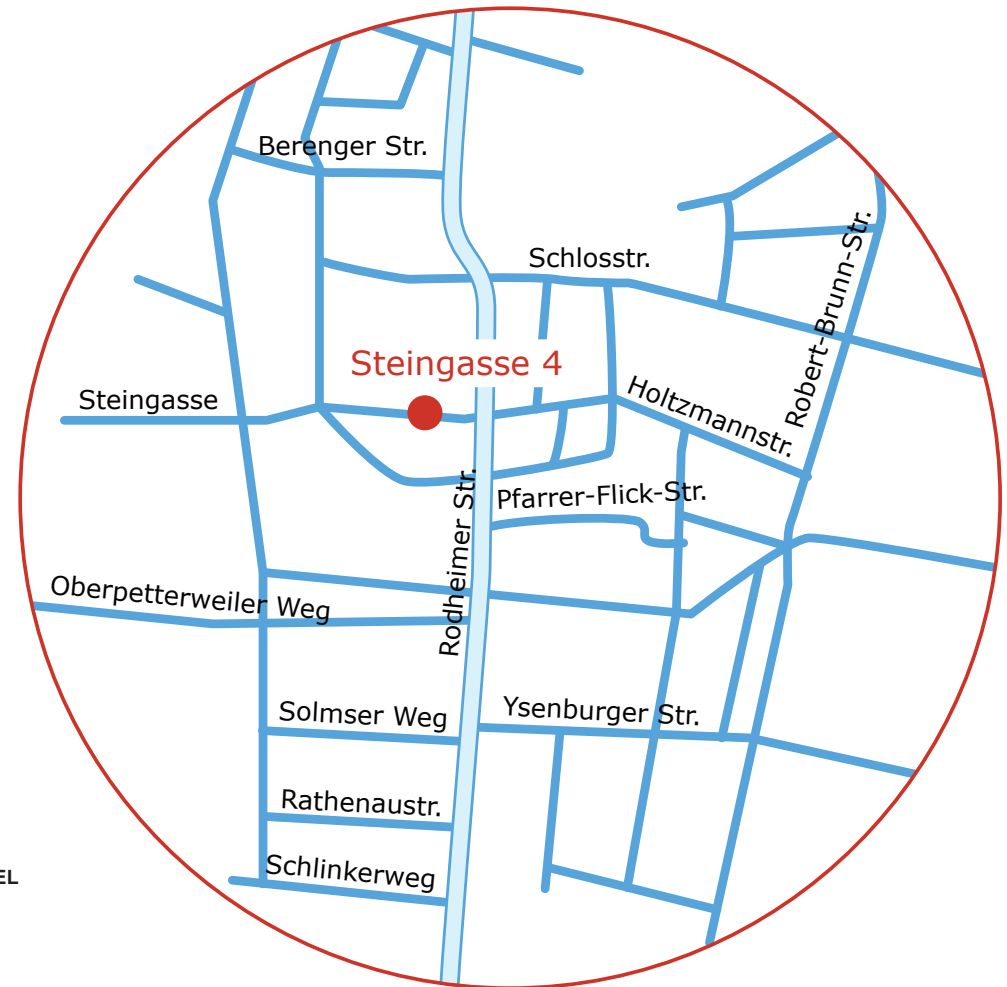 Berenger Str.
Schlosstr.
Robert-Brunn-Str.
Steingasse 4
Holtzmannstr.
Steingasse
Pfarrer-Flick-Str.
Rodheimer Str.
Oberpetterweiler Weg
Solmser Weg
Ysenburger Str.
Rathenaustr.
Schlinkerweg
EL